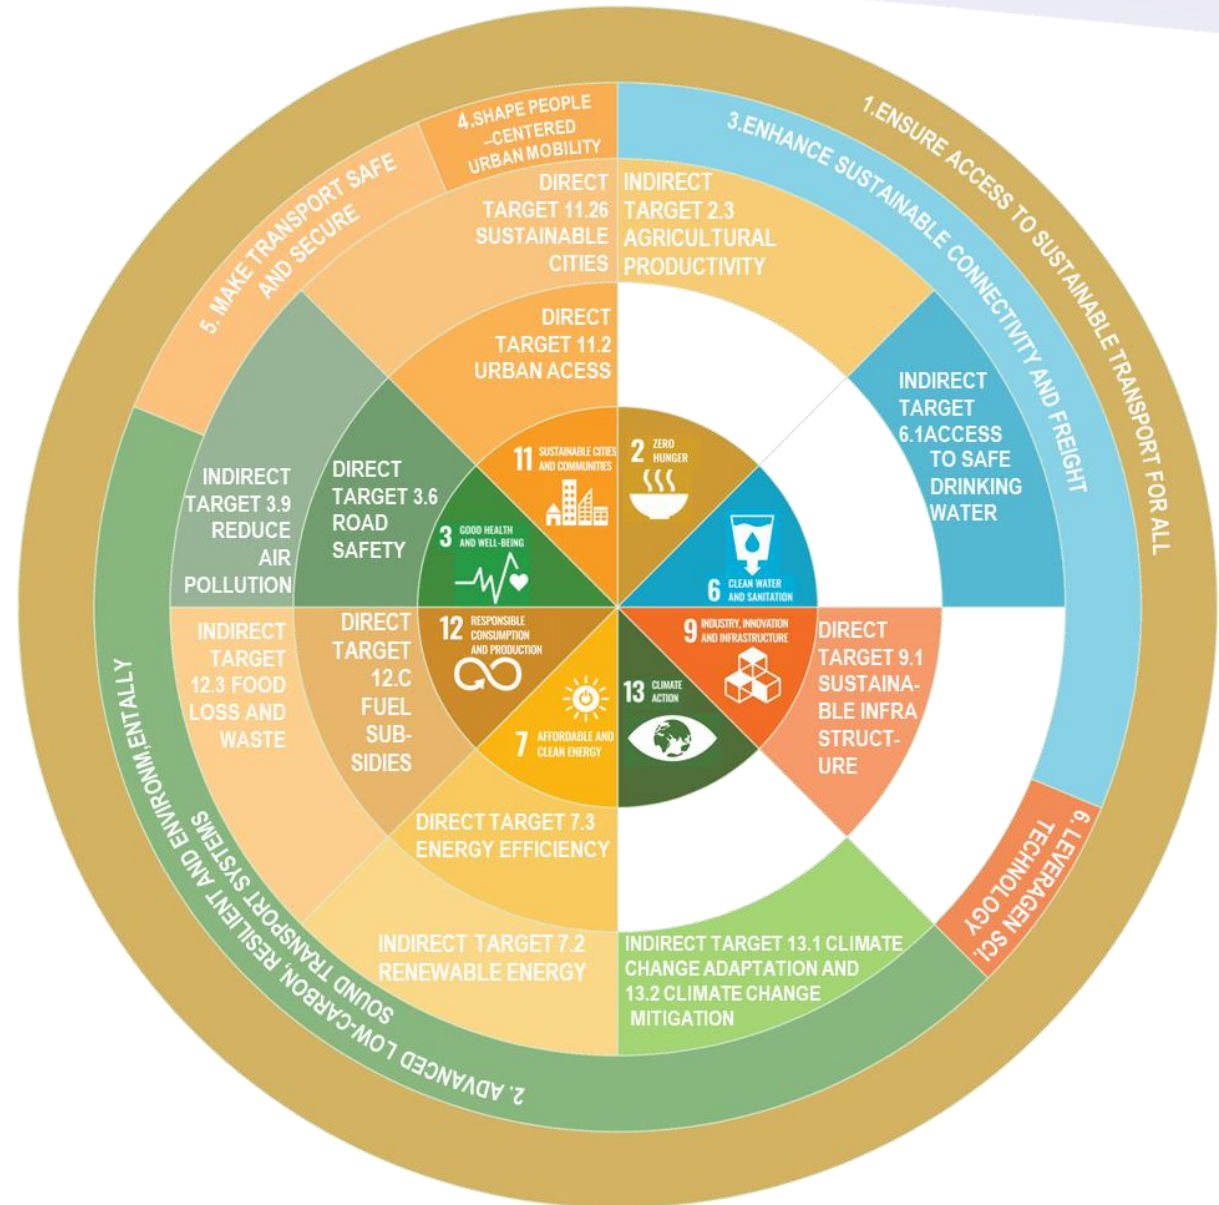 1.ENSURE ACCESS TO SUSTAINABLE TRANSPORT FOR ALL
3.ENHANCE SUSTAINABLE CONNECTIVITY AND FREIGHT
4.SHAPE PEOPLE
–CENTERED
URBAN MOBILITY
5. MAKE TRANSPORT SAFE
AND SECURE
DIRECT
TARGET 11.26
SUSTAINABLE
CITIES
INDIRECT
TARGET 2.3
AGRICULTURAL
PRODUCTIVITY
DIRECT
TARGET 11.2
URBAN ACESS
INDIRECT
TARGET
6.1ACCESS
TO SAFE
DRINKING
WATER
11 SUSTAINABLE CITIES
AND COMMUNITIES
2 ZERO
HUNGER
INDIRECT
TARGET 3.9
REDUCE
AIR
POLLUTION
DIRECT
TARGET 3.6
ROAD
SAFETY
3 GOOD HEALTH
AND WELL-BEING
6 CLEAN WATER
AND SANITATION
INDIRECT
TARGET
12.3 FOOD
LOSS AND
WASTE
DIRECT
TARGET
12.C
FUEL
SUB-
SIDIES
12 RESPONSIBLE
CONSUMPTION
AND PRODUCTION
9 INDUSTRY, INNOVATION
AND INFRASTRUCTURE
DIRECT
TARGET 9.1
SUSTAINA-
BLE INFRA
STRUCT-
URE
7 AFFORDABLE AND
CLEAN ENERGY
13 CLIMATE
ACTION
DIRECT TARGET 7.3
ENERGY EFFICIENCY
INDIRECT TARGET 7.2
RENEWABLE ENERGY
INDIRECT TARGET 13.1 CLIMATE
CHANGE ADAPTATION AND
13.2 CLIMATE CHANGE
MITIGATION
6. LEVERAGEN SCI.
TECHNOLOGY
2. ADVANCED LOW-CARBON, RESILIENT AND ENVIRONM,ENTALLY
SOUND TRANSPORT SYSTEMS